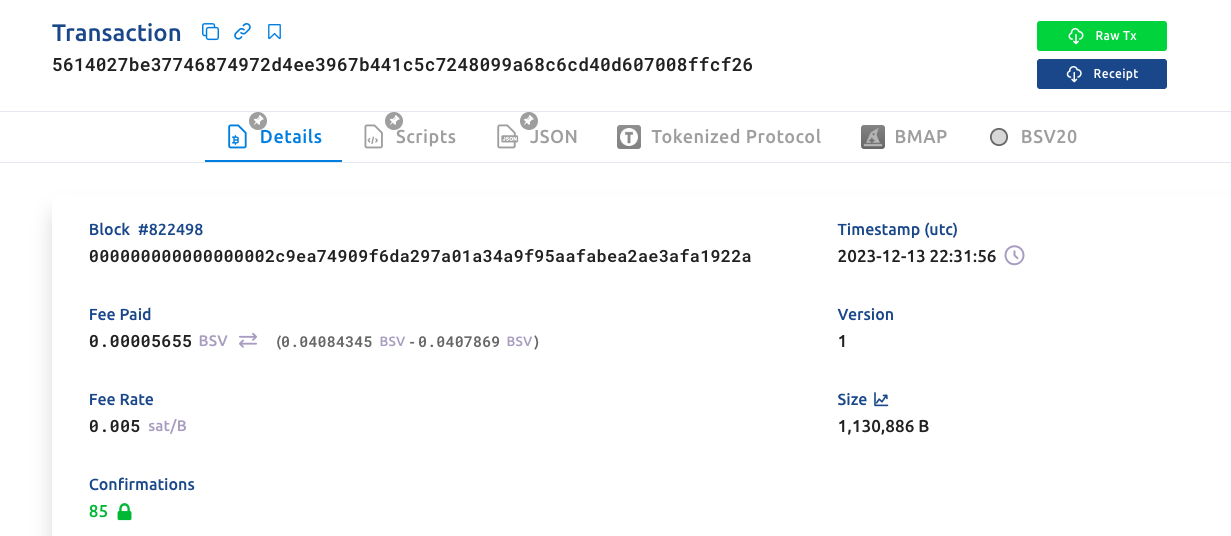 Transaction
5614027be37746874972d4ee3967b441c5c7248099a68c6cd40d607008ffcf26
Raw Tx
Receipt
Details
Scripts
JSON
Tokenized Protocol
BMAP
BSV20
Block #822498
000000000000000002c9ea74909f6da297a01a34a9f95aafabea2ae3afa1922a
Timestamp (utc)
2023-12-13 22:31:56
Fee Paid
0.00005655 BSV (0.04084345 BSV - 0.0407869 BSV)
Version
1
Fee Rate
0.005 sat/B
Size
1,130,886 B
Confirmations
85